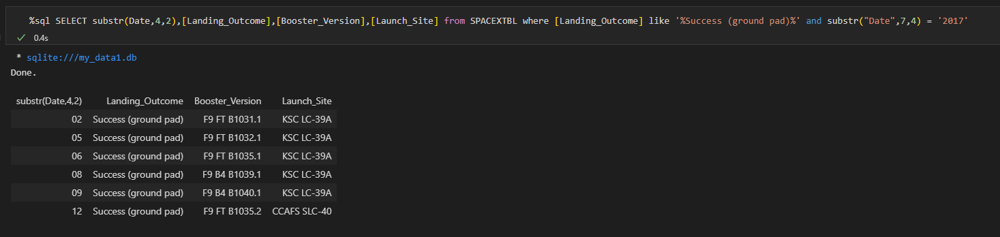 %sql SELECT substr(Date,4,2),[Landing_Outcome],[Booster_Version],[Launch_Site] from SPACEXTBL where [Landing_Outcome] like '%Success (ground pad)%' and substr("Date",7,4) = '2017'
0.4s
* sqlite:///my_data1.db
Done.
substr(Date,4,2) Landing_Outcome Booster_Version Launch_Site
02 Success (ground pad) F9 FT B1031.1 KSC LC-39A
05 Success (ground pad) F9 FT B1032.1 KSC LC-39A
06 Success (ground pad) F9 FT B1035.1 KSC LC-39A
08 Success (ground pad) F9 B4 B1039.1 KSC LC-39A
09 Success (ground pad) F9 B4 B1040.1 KSC LC-39A
12 Success (ground pad) F9 FT B1035.2 CCAFS SLC-40